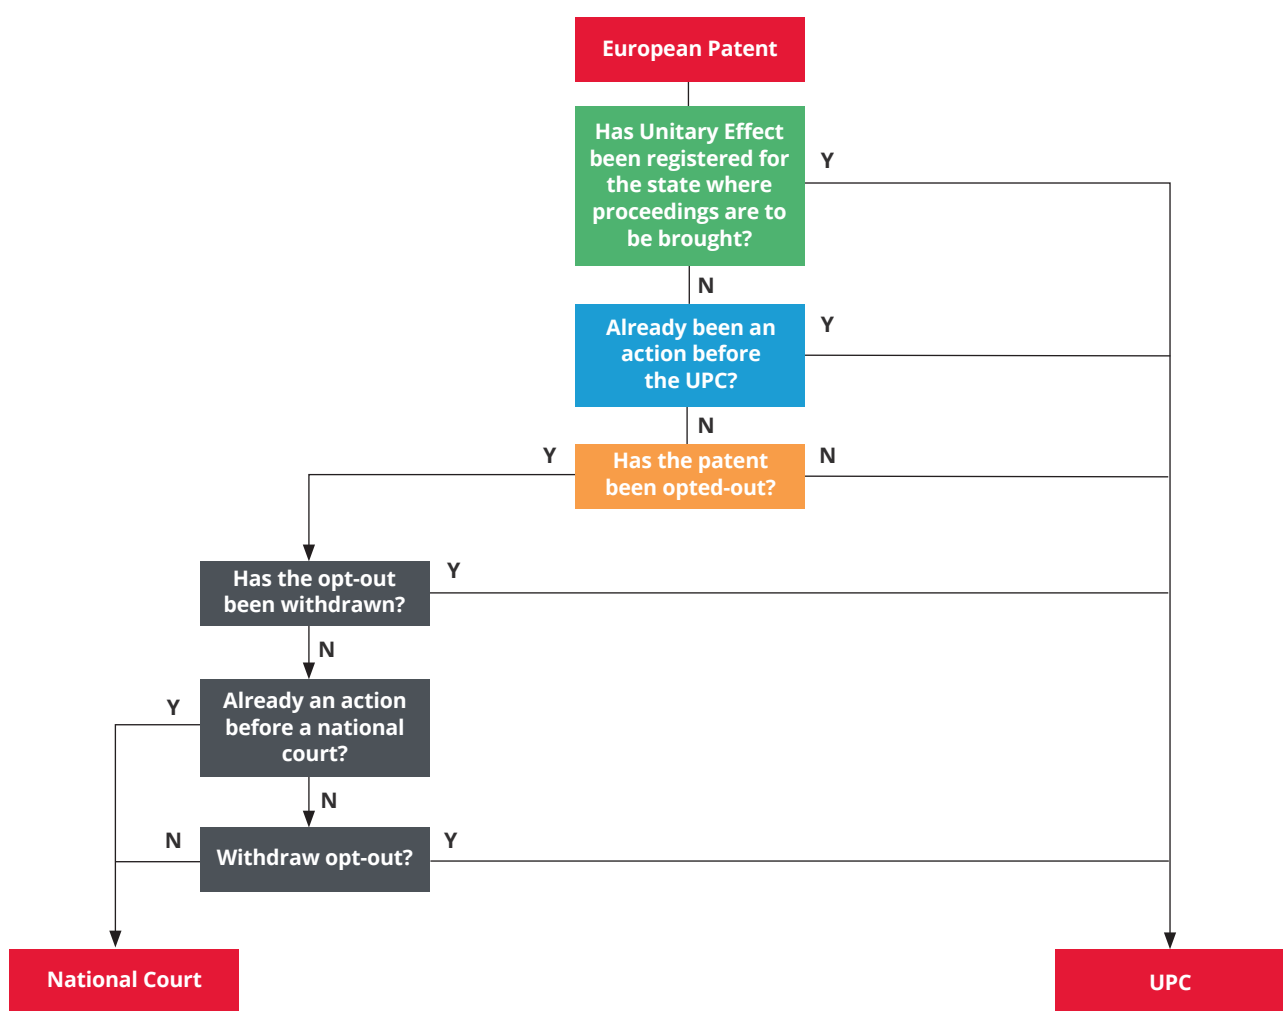 European Patent
Has Unitary Effect
been registered for
the state where
proceedings are to
be brought?
Y
N
Already been an
action before
the UPC?
Y
N
Has the patent
been opted-out?
Y
N
Has the opt-out
been withdrawn?
Y
N
Already an action
before a national
court?
Y
N
Withdraw opt-out?
N
Y
National Court
UPC